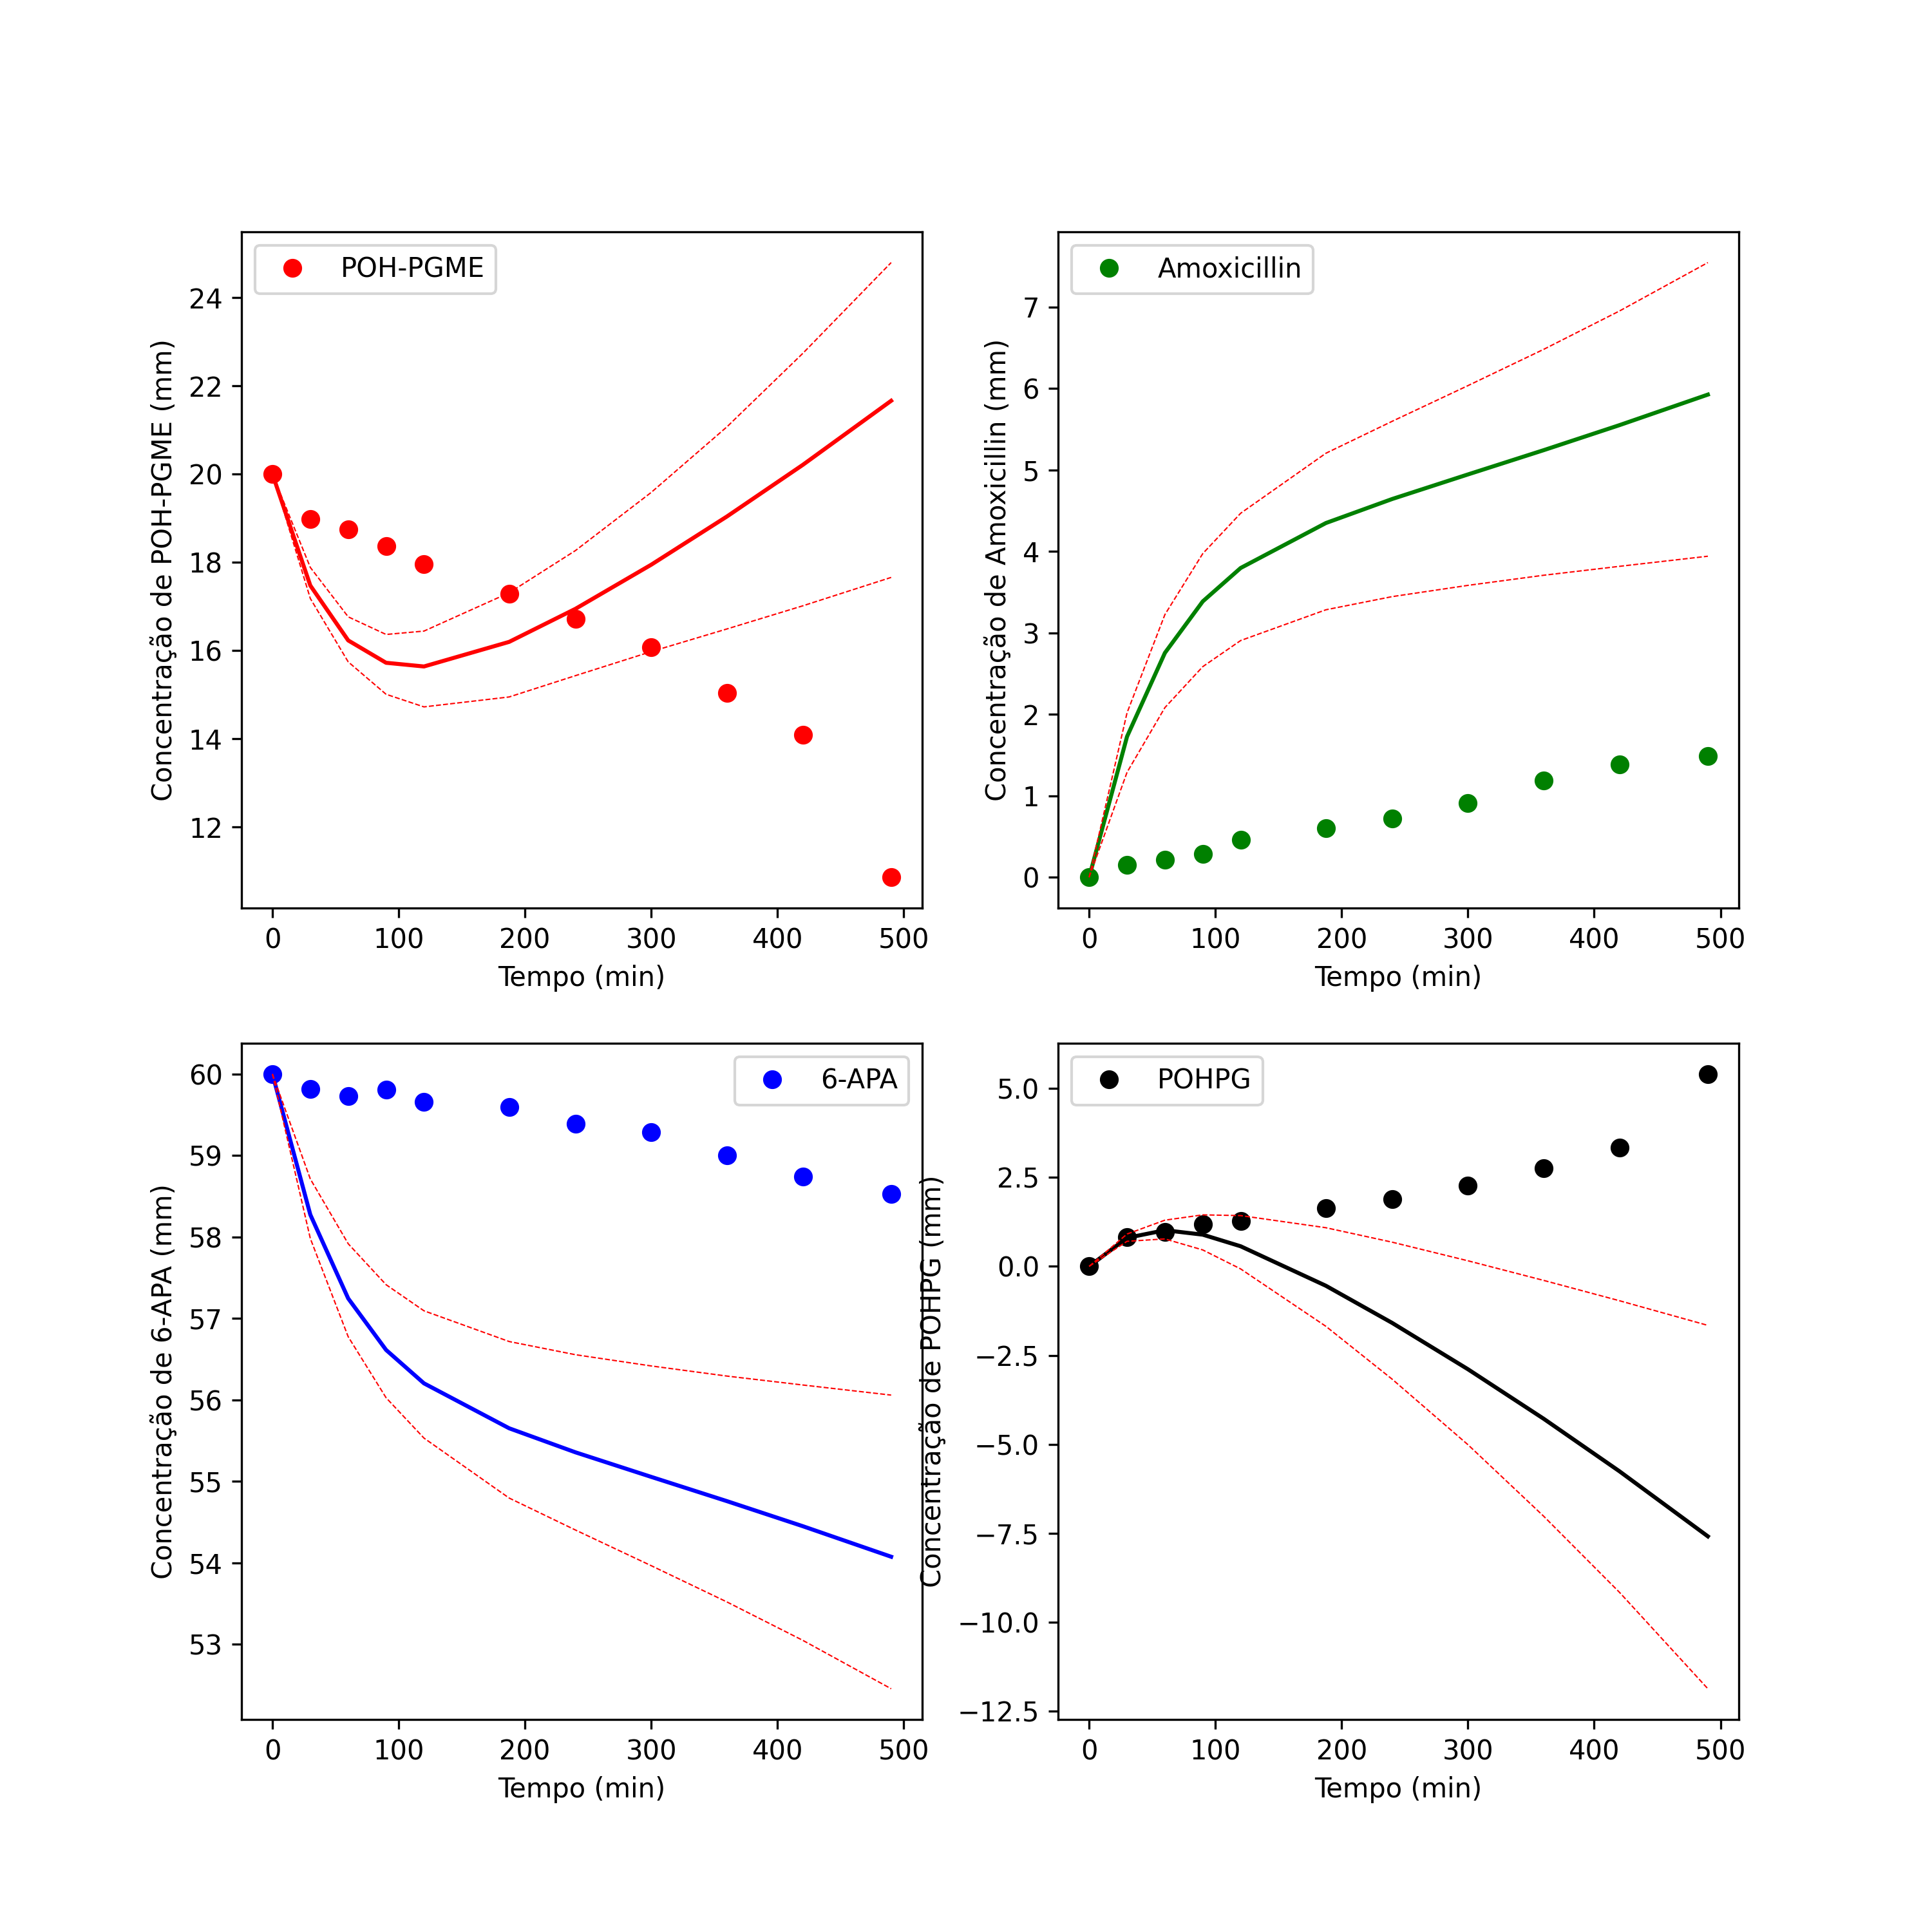 POH-PGME
Concentração de POH-PGME (mm)
24
22
20
18
16
14
12
0 100 200 300 400 500
Tempo (min)
Amoxicillin
Concentração de Amoxicillin (mm)
7
6
5
4
3
2
1
0
0 100 200 300 400 500
Tempo (min)
6-APA
Concentração de 6-APA (mm)
60
59
58
57
56
55
54
53
0 100 200 300 400 500
Tempo (min)
POHPG
Concentração de POHPG (mm)
5.0
2.5
0.0
−2.5
−5.0
−7.5
−10.0
−12.5
0 100 200 300 400 500
Tempo (min)